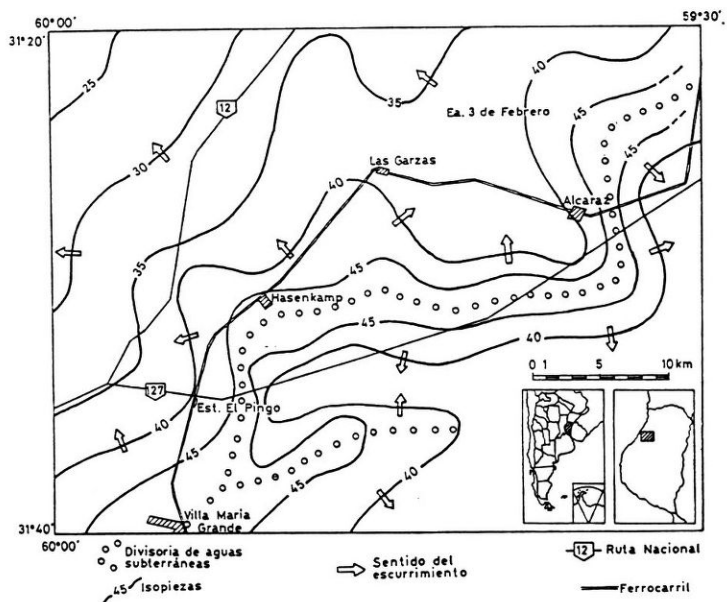 60°00'
59°30'
31°20'
25
12
35
40
45
Ea. 3 de Febrero
45
30
Las Garzas
40
Alcaraz
35
45
Hasenkamp
45
40
0 1 5 10 km
27
Est. El Pingo
40
45
45
40
Villa María
Grande
31°40'
60°00'
Divisoria de aguas
subterráneas
Sentido del
escurrimiento
12 Ruta Nacional
45 Isopiezas
Ferrocarril